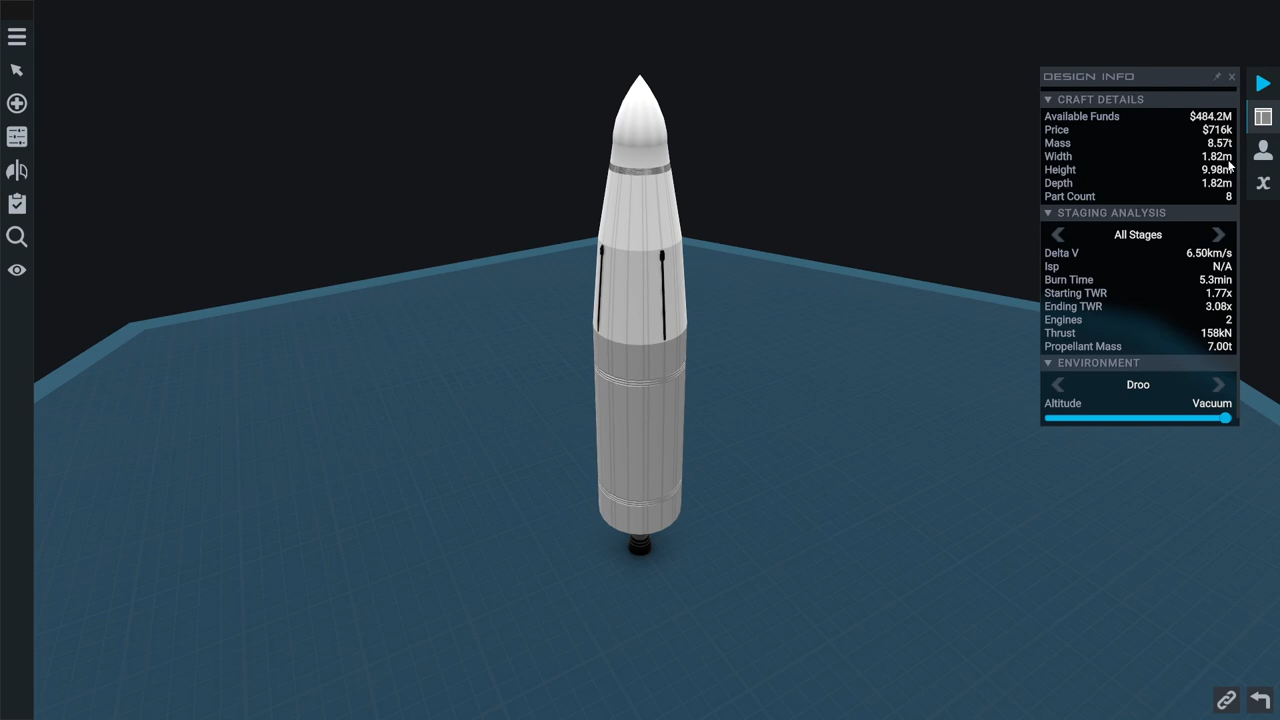 DESIGN INFO
CRAFT DETAILS
Available Funds $484.2M
Price $716k
Mass 8.57t
Width 1.82m
Height 9.98m
Depth 1.82m
Part Count 8
STAGING ANALYSIS
All Stages
Delta V 6.50km/s
Isp N/A
Burn Time 5.3min
Starting TWR 1.77x
Ending TWR 3.08x
Engines 2
Thrust 158kN
Propellant Mass 7.00t
ENVIRONMENT
Droo
Altitude Vacuum